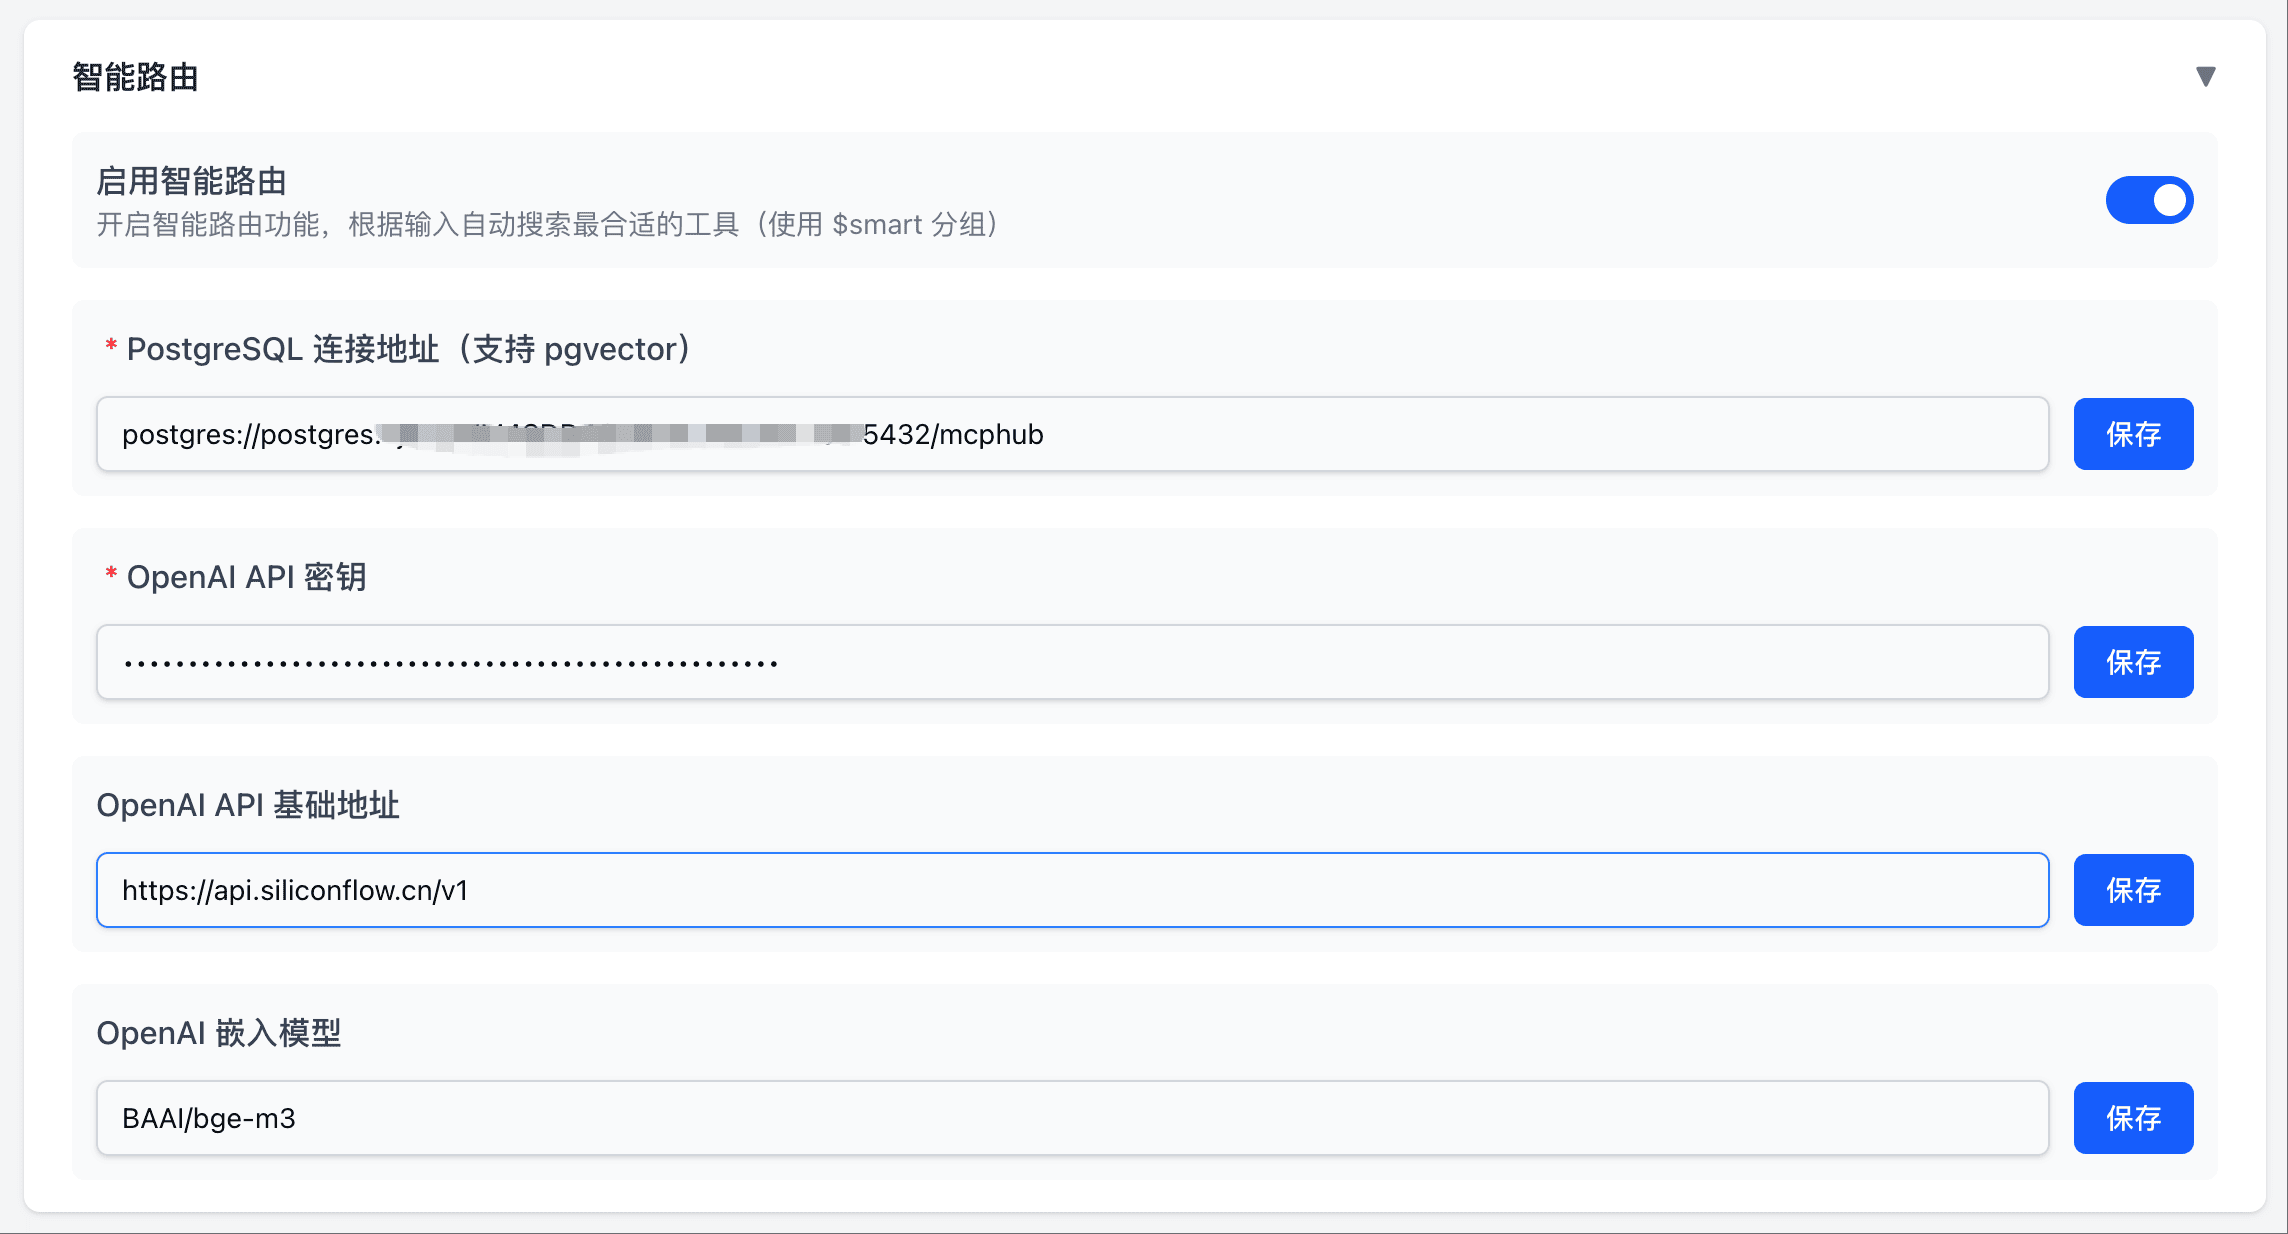 智能路由
启用智能路由
开启智能路由功能，根据输入自动搜索最合适的工具（使用 $smart 分组）
* PostgreSQL 连接地址（支持 pgvector）
postgres://postgres. 5432/mcphub
保存
* OpenAI API 密钥
保存
OpenAI API 基础地址
https://api.siliconflow.cn/v1
保存
OpenAI 嵌入模型
BAAI/bge-m3
保存